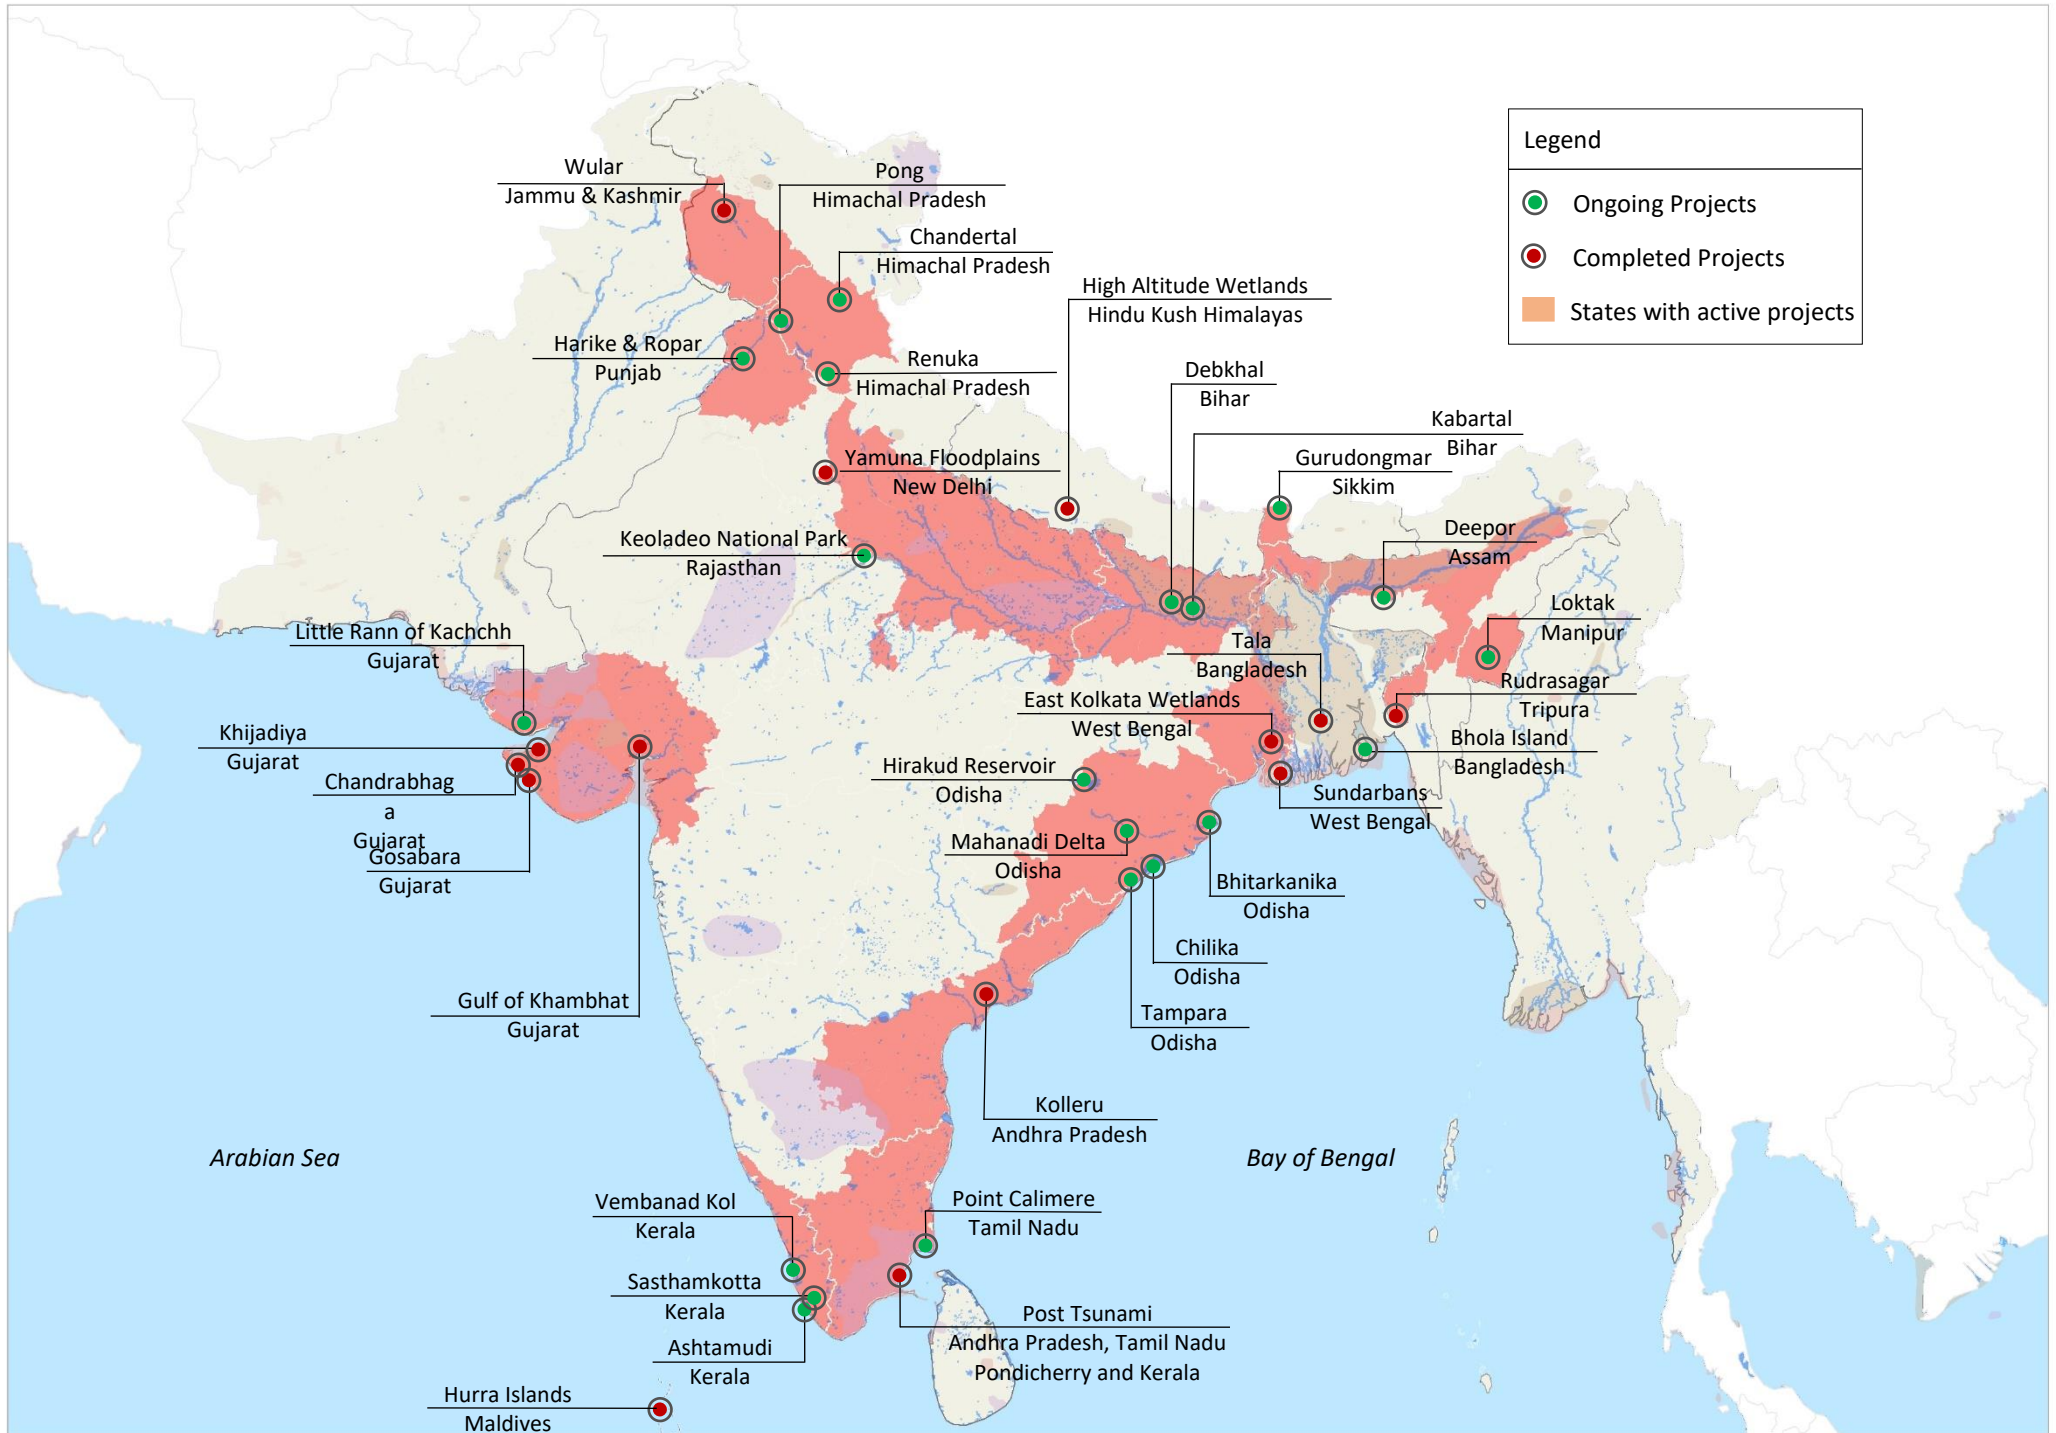 Legend
Ongoing Projects
Completed Projects
States with active projects
Wular
Jammu & Kashmir
Pong
Himachal Pradesh
Chandertal
Himachal Pradesh
High Altitude Wetlands
Hindu Kush Himalayas
Harike & Ropar
Punjab
Renuka
Himachal Pradesh
Debkhal
Bihar
Kabartal
Bihar
Yamuna Floodplains
New Delhi
Gurudongmar
Sikkim
Keoladeo National Park
Rajasthan
Deepor
Assam
Loktak
Manipur
Little Rann of Kachchh
Gujarat
Tala
Bangladesh
East Kolkata Wetlands
West Bengal
Rudrasagar
Tripura
Khijadiya
Gujarat
Bhola Island
Bangladesh
Chandrabhag
a
Gujarat
Gosabara
Gujarat
Hirakud Reservoir
Odisha
Sundarbans
West Bengal
Mahanadi Delta
Odisha
Bhitarkanika
Odisha
Chilika
Odisha
Gulf of Khambhat
Gujarat
Tampara
Odisha
Kolleru
Andhra Pradesh
Arabian Sea
Bay of Bengal
Vembanad Kol
Kerala
Point Calimere
Tamil Nadu
Sasthamkotta
Kerala
Post Tsunami
Andhra Pradesh, Tamil Nadu
Pondicherry and Kerala
Ashtamudi
Kerala
Hurra Islands
Maldives